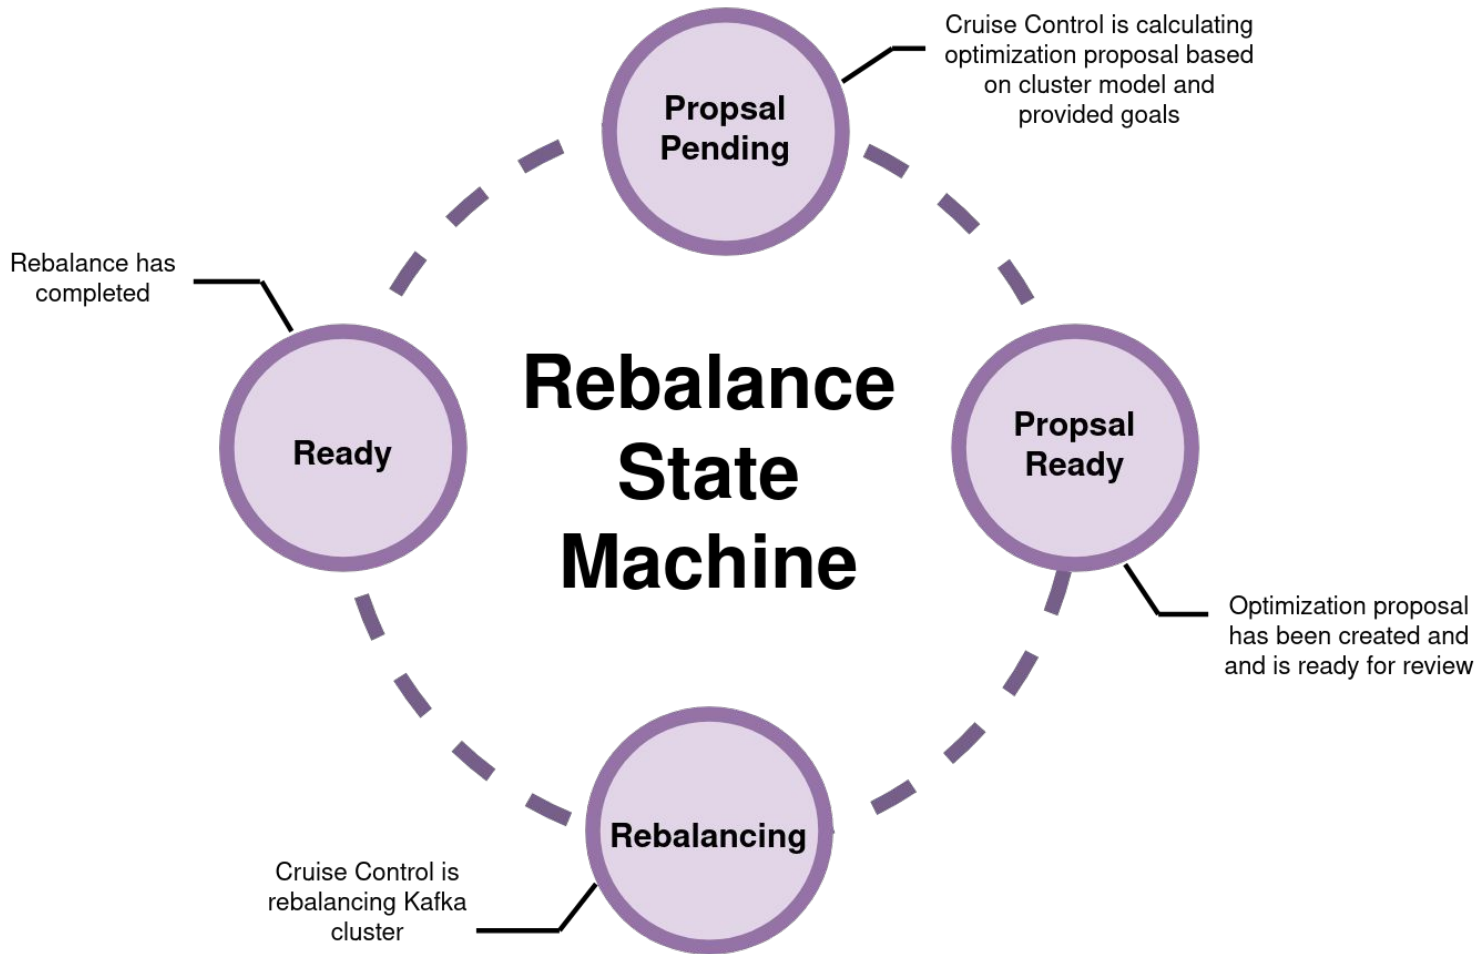 Cruise Control is calculating
optimization proposal based
on cluster model and
provided goals
Propsal
Pending
Rebalance has
completed
Ready
Rebalance
State
Machine
Propsal
Ready
Optimization proposal
has been created and
and is ready for review
Rebalancing
Cruise Control is
rebalancing Kafka
cluster